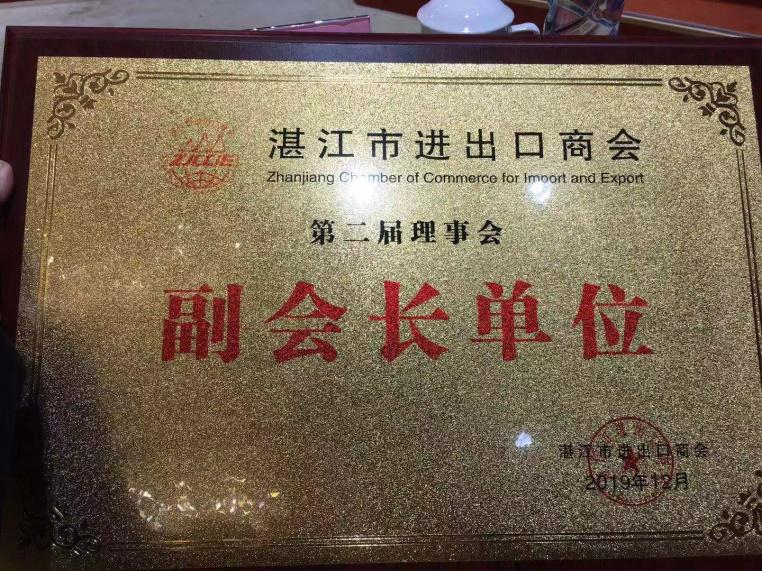 湛江市进出口商会
Zhanjiang Chamber of Commerce for Import and Export
第二届理事会
副会长单位
湛江市进出口商会
2019年12月